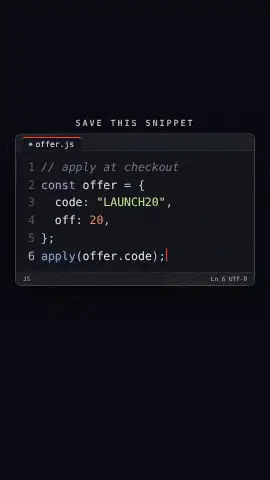 SAVE THIS SNIPPET
offer.js
1 // apply at checkout
2 const offer = {
3 code: "LAUNCH20",
4 off: 20,
5 };
6 apply(offer.code);
JS Ln 6 UTF-8